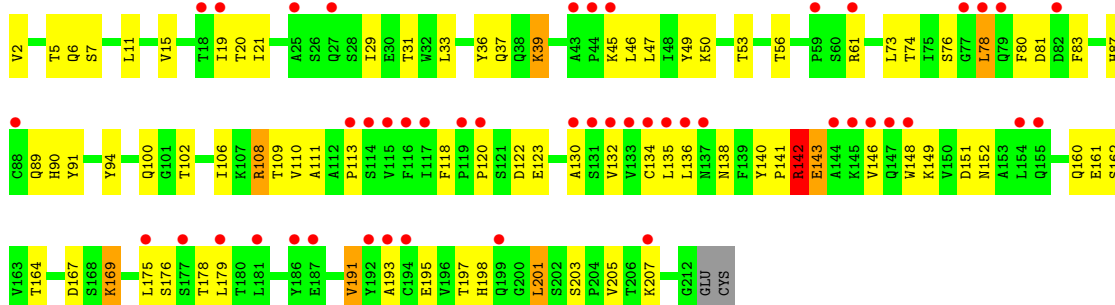 V2 T5 Q6 S7 L11 V15 T18 I19 T20 I21 A25 S26 Q27 S28 I29 E30 T31 W32 L33 Y36 Q37 Q38 K39 A43 P44 K45 L46 L47 I48 Y49 K50 T53 T56 P59 S60 R61 L73 T74 I75 S76 G77 L78 Q79 F80 D81 D82 F83 H87
C88 Q89 H90 Y91 Y94 Q100 G101 T102 I106 K107 R108 T109 V110 A111 A112 P113 S114 V115 F116 I117 F118 P119 P120 S121 D122 E123 A130 S131 V132 V133 C134 L135 L136 N137 N138 F139 Y140 P141 R142 E143 A144 K145 V146 Q147 W148 K149 V150 D151 N152 A153 L154 Q155 Q160 E161 S162
V163 T164 D167 S168 K169 L175 S176 S177 T178 L179 T180 L181 Y186 E187 V191 Y192 A193 C194 E195 V196 T197 H198 Q199 G200 L201 S202 S203 P204 V205 T206 K207 G212 GLU CYS